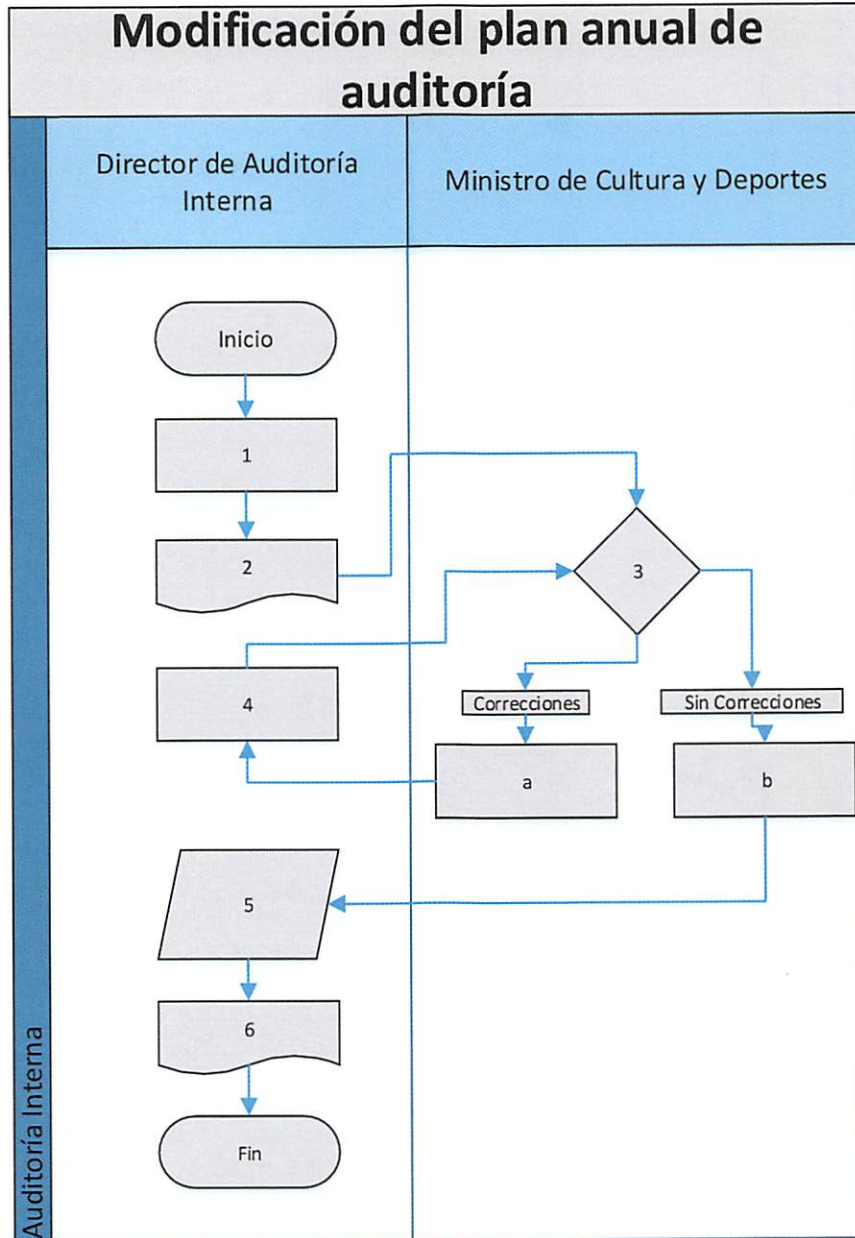 Modificación del plan anual de
auditoría
Director de Auditoría
Interna
Ministro de Cultura y Deportes
Inicio
1
2
3
4
Correcciones
Sin Correcciones
a
b
5
6
Fin
Auditoría Interna